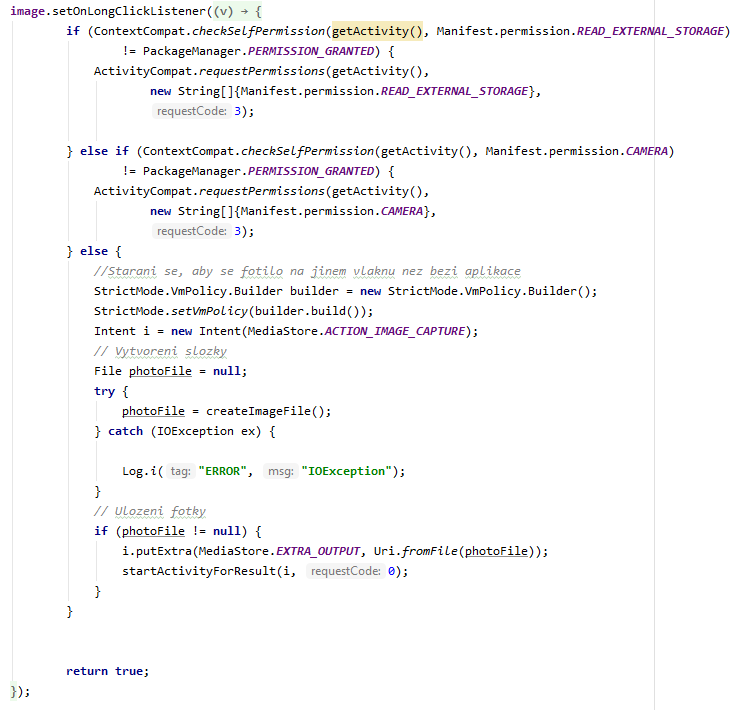 image.setOnLongClickListener((v) → {
if (ContextCompat.checkSelfPermission(getActivity(), Manifest.permission.READ_EXTERNAL_STORAGE)
!= PackageManager.PERMISSION_GRANTED) {
ActivityCompat.requestPermissions(getActivity(),
new String[]{Manifest.permission.READ_EXTERNAL_STORAGE},
requestCode: 3);
} else if (ContextCompat.checkSelfPermission(getActivity(), Manifest.permission.CAMERA)
!= PackageManager.PERMISSION_GRANTED) {
ActivityCompat.requestPermissions(getActivity(),
new String[]{Manifest.permission.CAMERA},
requestCode: 3);
} else {
//Starani se, aby se fotilo na jinem vlaknu nez bezi aplikace
StrictMode.VmPolicy.Builder builder = new StrictMode.VmPolicy.Builder();
StrictMode.setVmPolicy(builder.build());
Intent i = new Intent(MediaStore.ACTION_IMAGE_CAPTURE);
// Vytvoreni slozky
File photoFile = null;
try {
photoFile = createImageFile();
} catch (IOException ex) {
Log.i( tag: "ERROR", msg: "IOException");
}
// Ulozeni fotky
if (photoFile != null) {
i.putExtra(MediaStore.EXTRA_OUTPUT, Uri.fromFile(photoFile));
startActivityForResult(i, requestCode: 0);
}
}
return true;
});